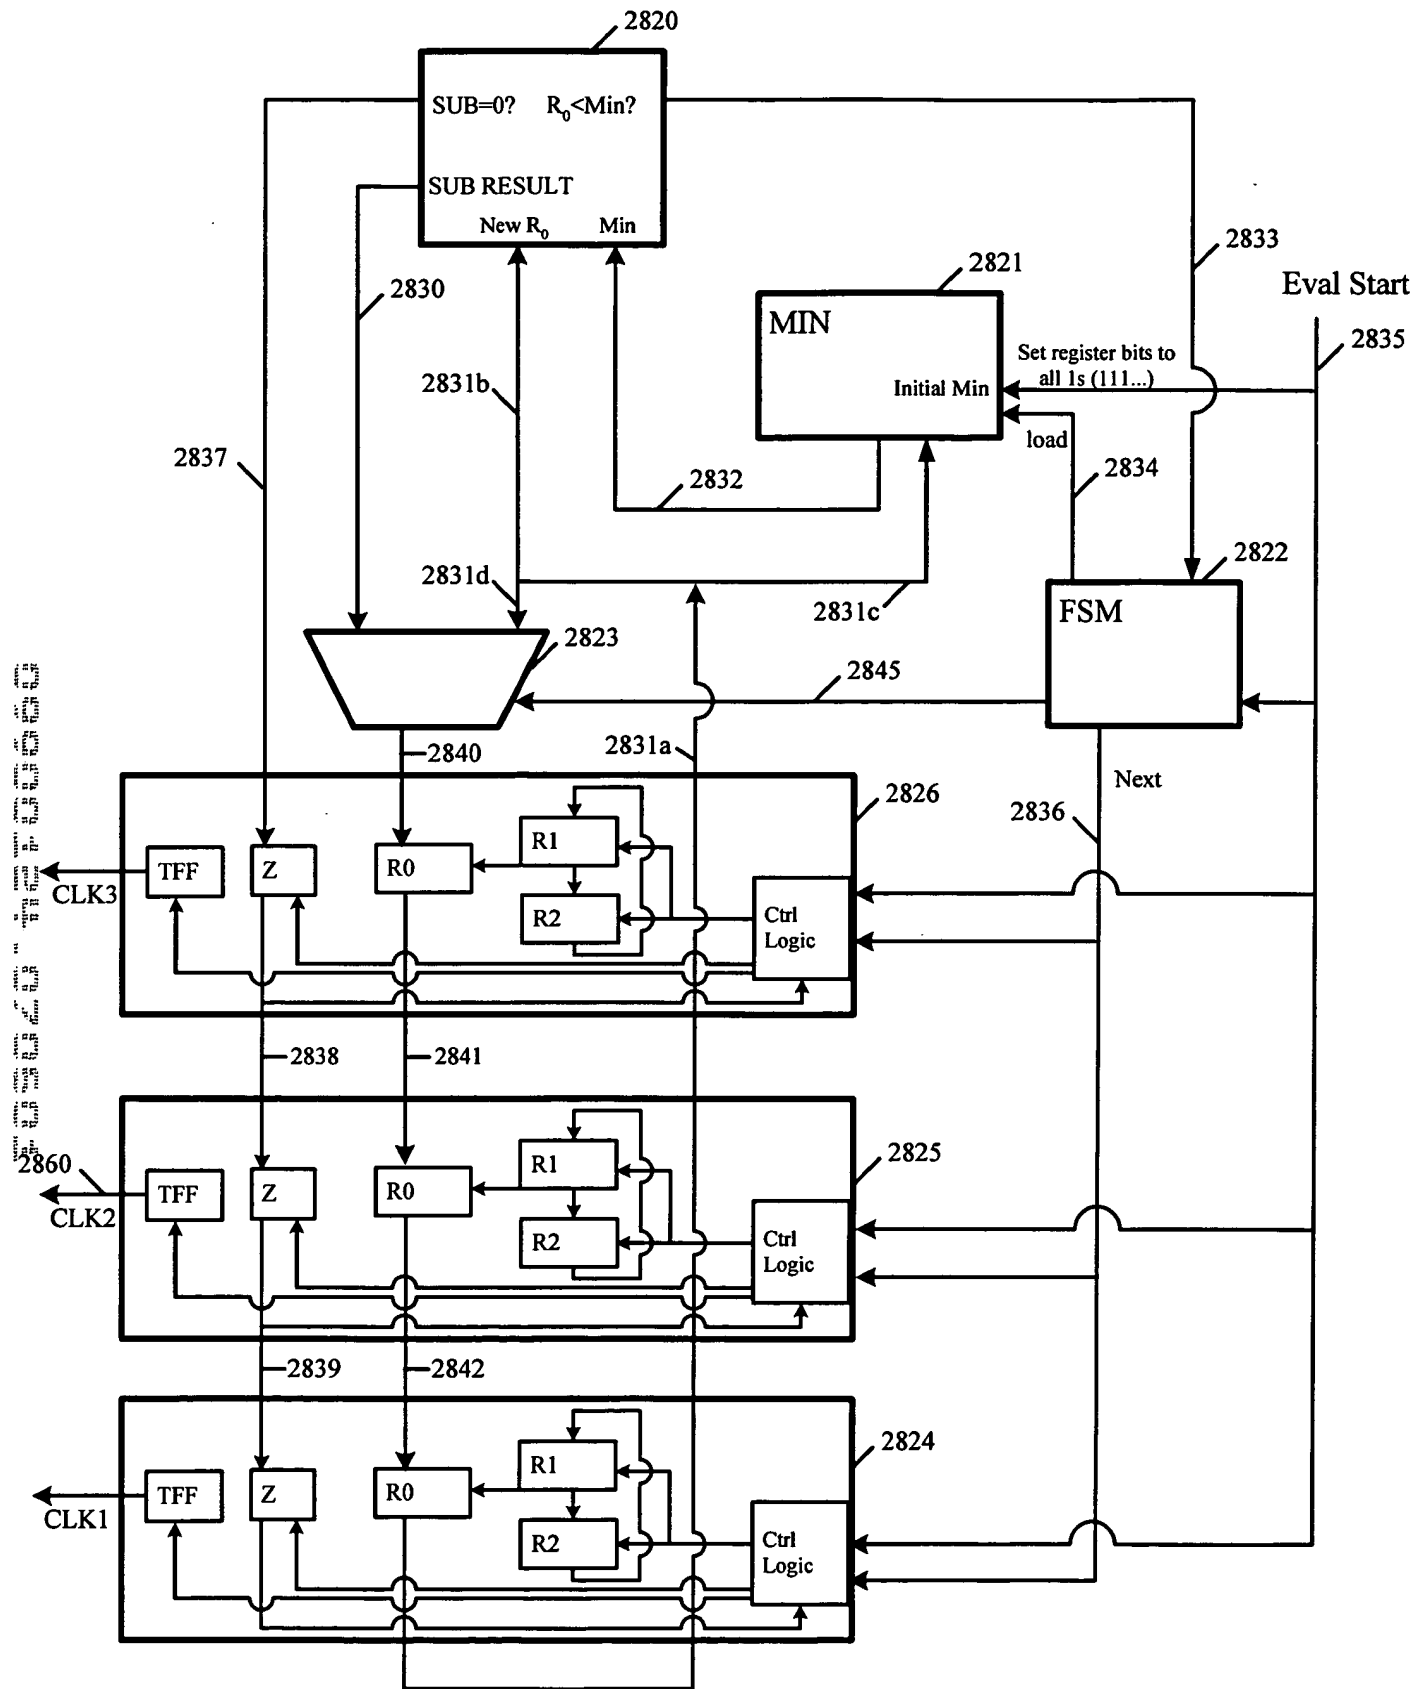 2820
SUB=0? R0<Min?
SUB RESULT
New R0 Min
2833
2821
Eval Start
2830
MIN
2835
Set register bits to
all 1s (111...)
2831b
Initial Min
load
2837
2832
2834
2822
2831d
2831c
FSM
2823
2845
2840
2831a
Next
2826
2836
R1
TFF
Z
R0
CLK3
R2
Ctrl
Logic
2838
2841
2860
2825
R1
TFF
Z
R0
CLK2
R2
Ctrl
Logic
2839
2842
2824
R1
TFF
Z
R0
CLK1
R2
Ctrl
Logic